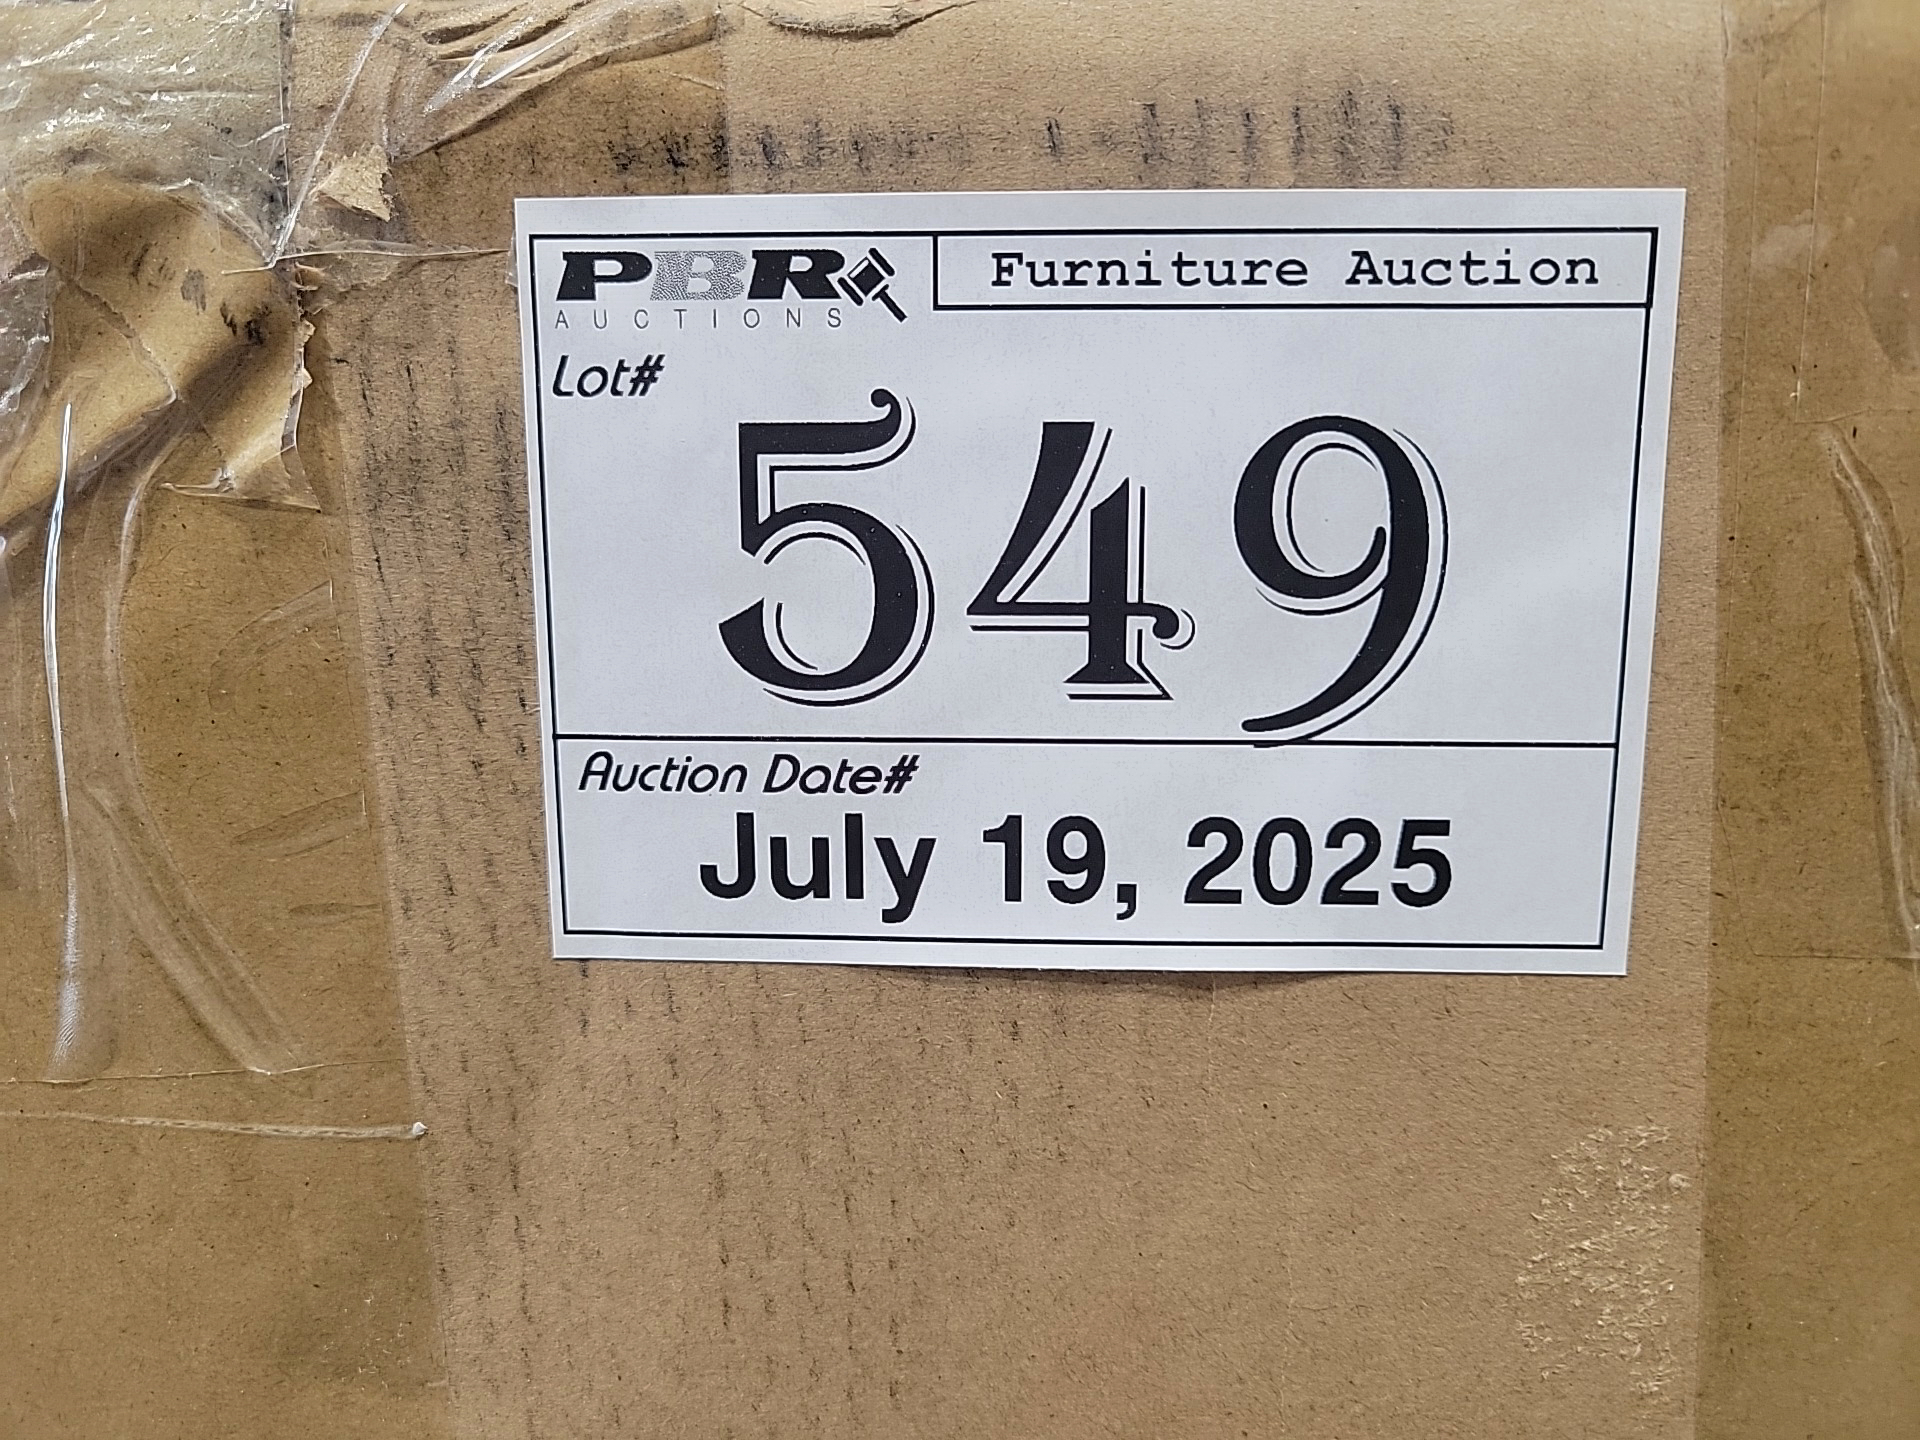 PBR
AUCTIONS
Furniture Auction
Lot#
549
Auction Date#
July 19, 2025